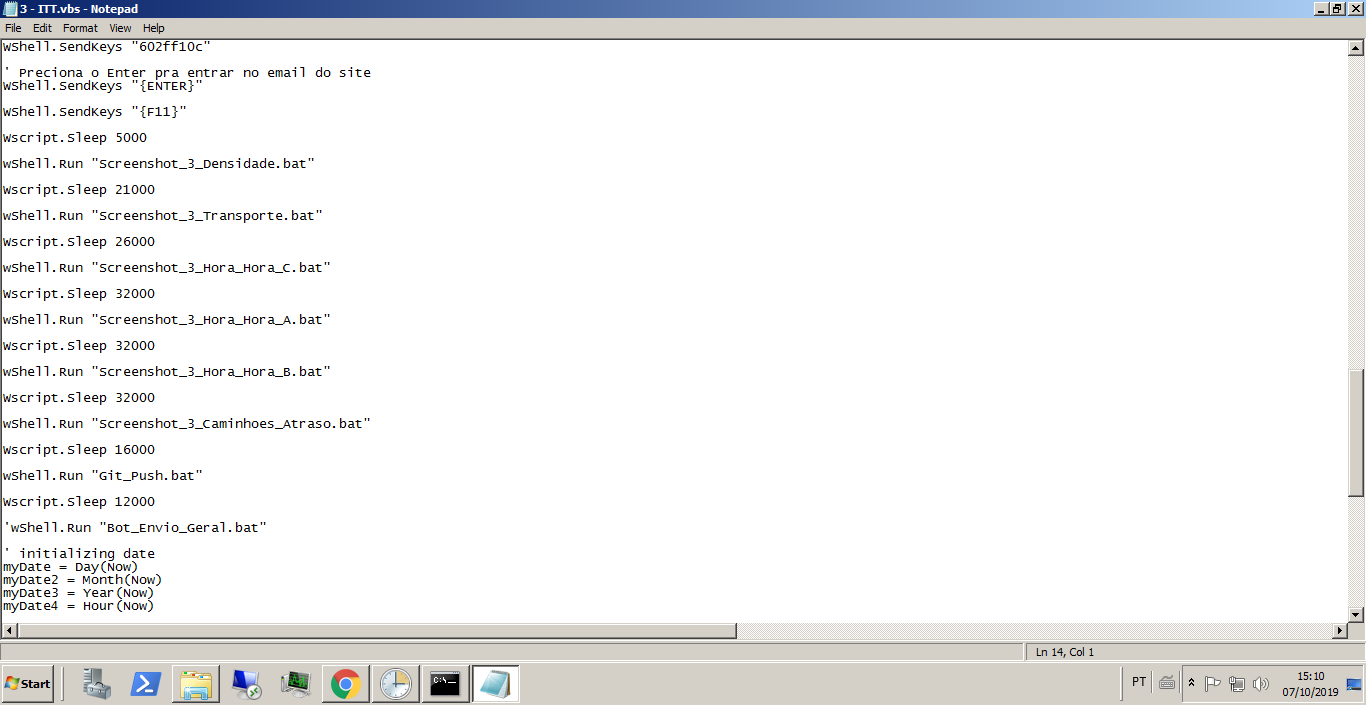 3 - ITT.vbs - Notepad
File Edit Format View Help
WShell.SendKeys "602ff10c"
' Preciona o Enter pra entrar no email do site
WShell.SendKeys "{ENTER}"
WShell.SendKeys "{F11}"
Wscript.Sleep 5000
wShell.Run "Screenshot_3_Densidade.bat"
Wscript.Sleep 21000
wShell.Run "Screenshot_3_Transporte.bat"
Wscript.Sleep 26000
wShell.Run "Screenshot_3_Hora_Hora_C.bat"
Wscript.Sleep 32000
wShell.Run "Screenshot_3_Hora_Hora_A.bat"
Wscript.Sleep 32000
wShell.Run "Screenshot_3_Hora_Hora_B.bat"
Wscript.Sleep 32000
wShell.Run "Screenshot_3_Caminhoes_Atraso.bat"
Wscript.Sleep 16000
wShell.Run "Git_Push.bat"
Wscript.Sleep 12000
'wShell.Run "Bot_Envio_Geral.bat"
' initializing date
myDate = Day(Now)
myDate2 = Month(Now)
myDate3 = Year(Now)
myDate4 = Hour(Now)
Ln 14, Col 1
Start
C:\
PT
15:10
07/10/2019